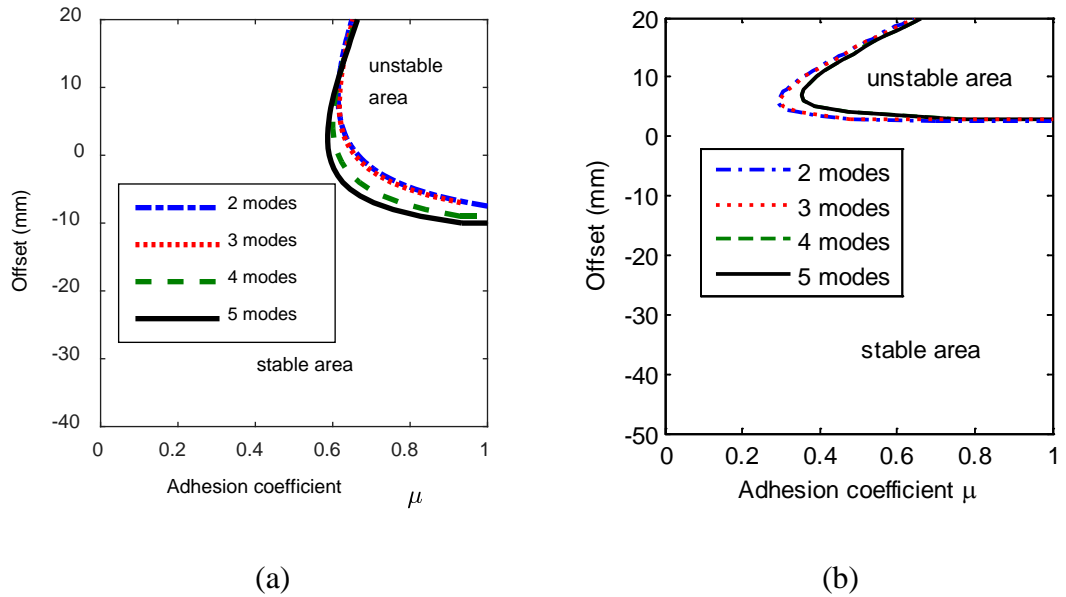 20
10
0
-10
-20
-30
-40
Offset (mm)
unstable
area
2 modes
3 modes
4 modes
5 modes
stable area
0 0.2 0.4 0.6 0.8 1
Adhesion coefficient μ
(a)
20
10
0
-10
-20
-30
-40
-50
Offset (mm)
unstable area
2 modes
3 modes
4 modes
5 modes
stable area
0 0.2 0.4 0.6 0.8 1
Adhesion coefficient μ
(b)